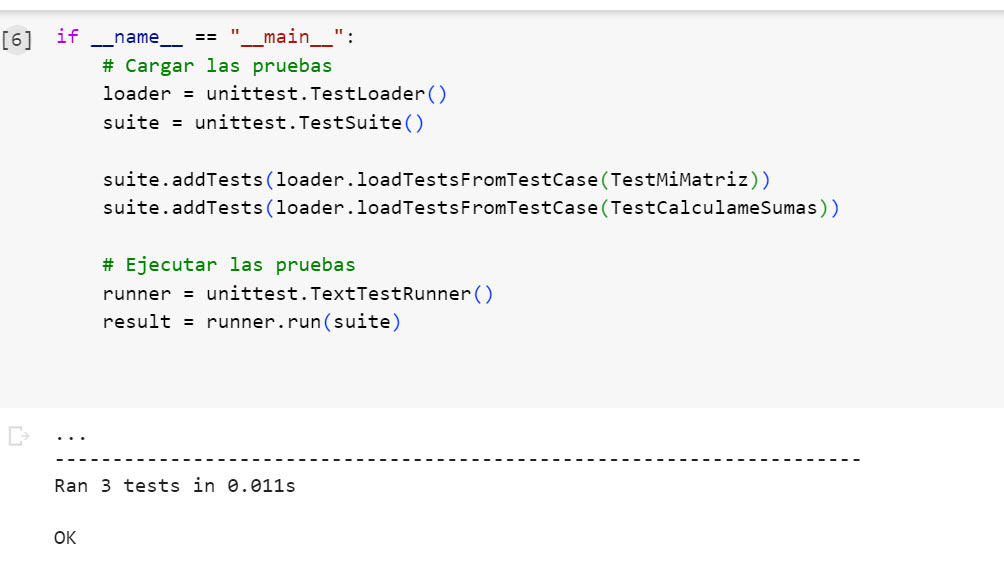 [6] if __name__ == "__main__":
# Cargar las pruebas
loader = unittest.TestLoader()
suite = unittest.TestSuite()
suite.addTests(loader.loadTestsFromTestCase(TestMiMatriz))
suite.addTests(loader.loadTestsFromTestCase(TestCalculameSumas))
# Ejecutar las pruebas
runner = unittest.TextTestRunner()
result = runner.run(suite)
...
----------------------------------------------------------------------
Ran 3 tests in 0.011s
OK